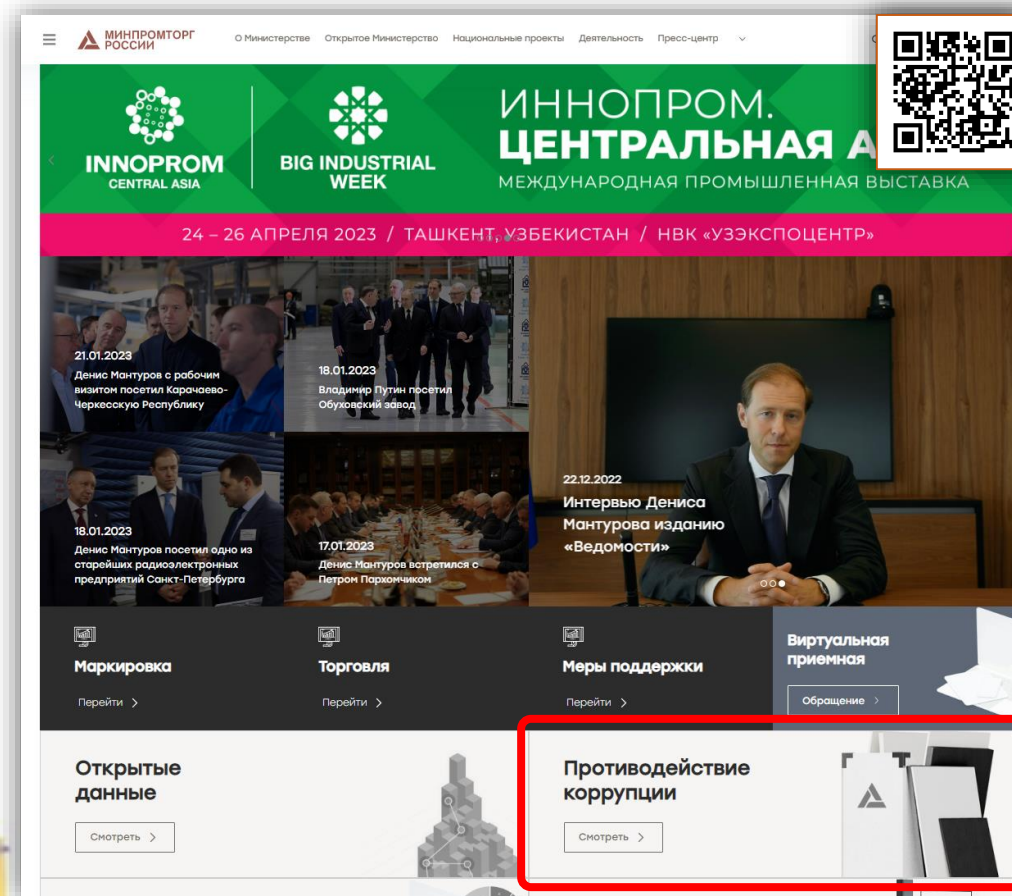 МИНПРОМТОРГ
РОССИИ
О Министерстве Открытое Министерство Национальные проекты Деятельность Пресс-центр
INNOPROM
CENTRAL ASIA
BIG INDUSTRIAL
WEEK
ИННОПРОМ.
ЦЕНТРАЛЬНАЯ А
МЕЖДУНАРОДНАЯ ПРОМЫШЛЕННАЯ ВЫСТАВКА
24 – 26 АПРЕЛЯ 2023 / ТАШКЕНТ, УЗБЕКИСТАН / НВК «УЗЭКСПОЦЕНТР»
21.01.2023
Денис Мантуров с рабочим
визитом посетил Карачаево-
Черкесскую Республику
18.01.2023
Владимир Путин посетил
Обуховский завод
18.01.2023
Денис Мантуров посетил одно из
старейших радиоэлектронных
предприятий Санкт-Петербурга
17.01.2023
Денис Мантуров встретился с
Петром Пархомчиком
22.12.2022
Интервью Дениса
Мантурова изданию
«Ведомости»
Маркировка
Перейти
Торговля
Перейти
Меры поддержки
Перейти
Виртуальная
приемная
Обращение
Открытые
данные
Смотреть
Противодействие
коррупции
Смотреть